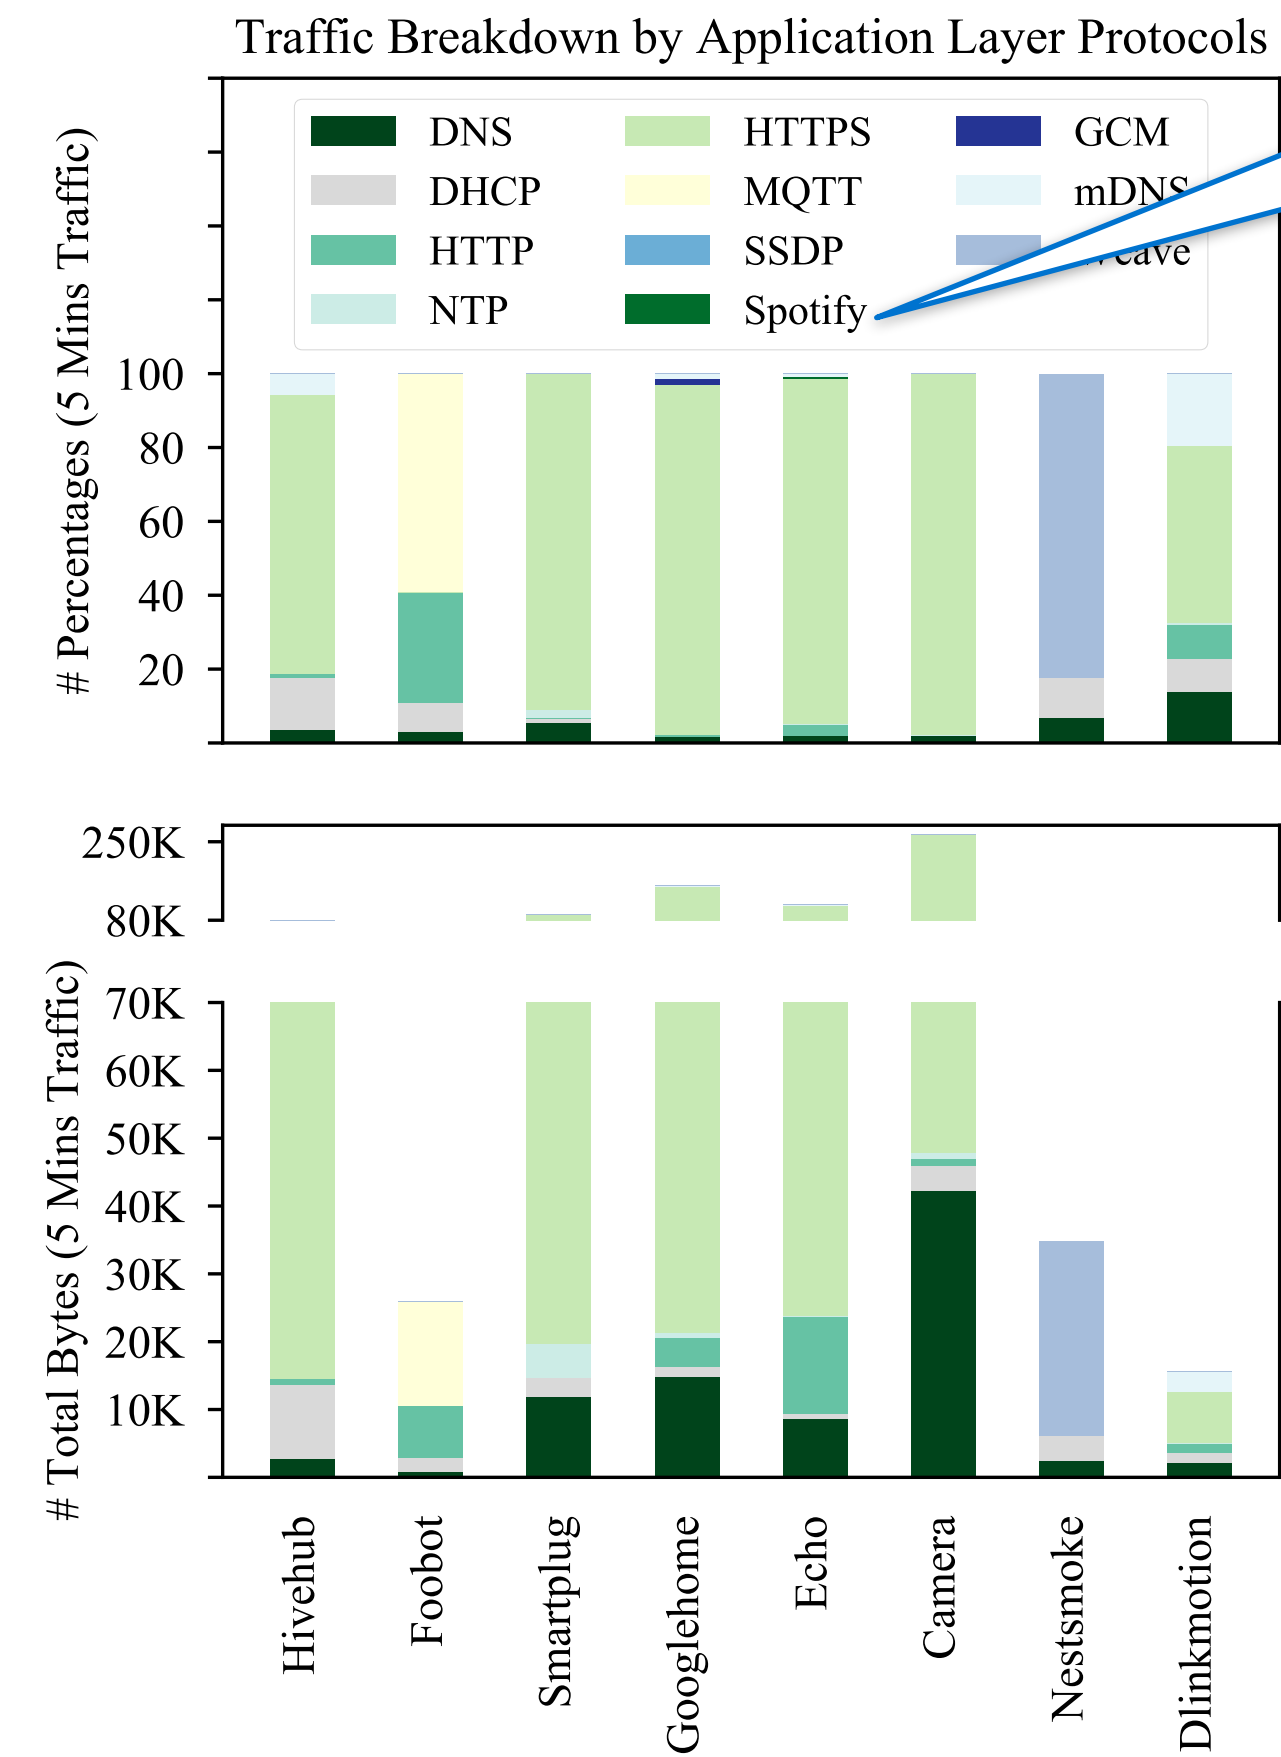 Traffic Breakdown by Application Layer Protocols
# Percentages (5 Mins Traffic)
DNS
DHCP
HTTP
NTP
HTTPS
MQTT
SSDP
Spotify
GCM
mDNS
100
80
60
40
20
# Total Bytes (5 Mins Traffic)
250K
80K
70K
60K
50K
40K
30K
20K
10K
Hivehub
Foobot
Smartplug
Googlehome
Echo
Camera
Nestsmoke
Dlinkmotion